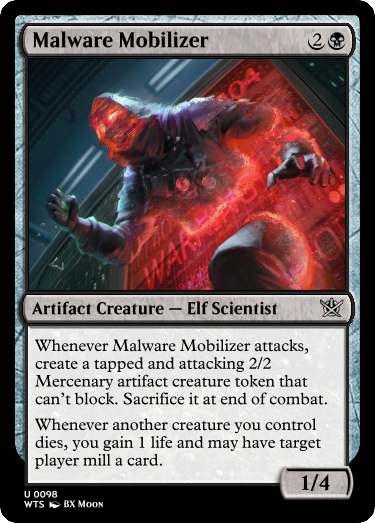 Malware Mobilizer 2
Artifact Creature — Elf Scientist
Whenever Malware Mobilizer attacks,
create a tapped and attacking 2/2
Mercenary artifact creature token that
can't block. Sacrifice it at end of combat.
Whenever another creature you control
dies, you gain 1 life and may have target
player mill a card.
1/4
U 0098
WTS BX Moon